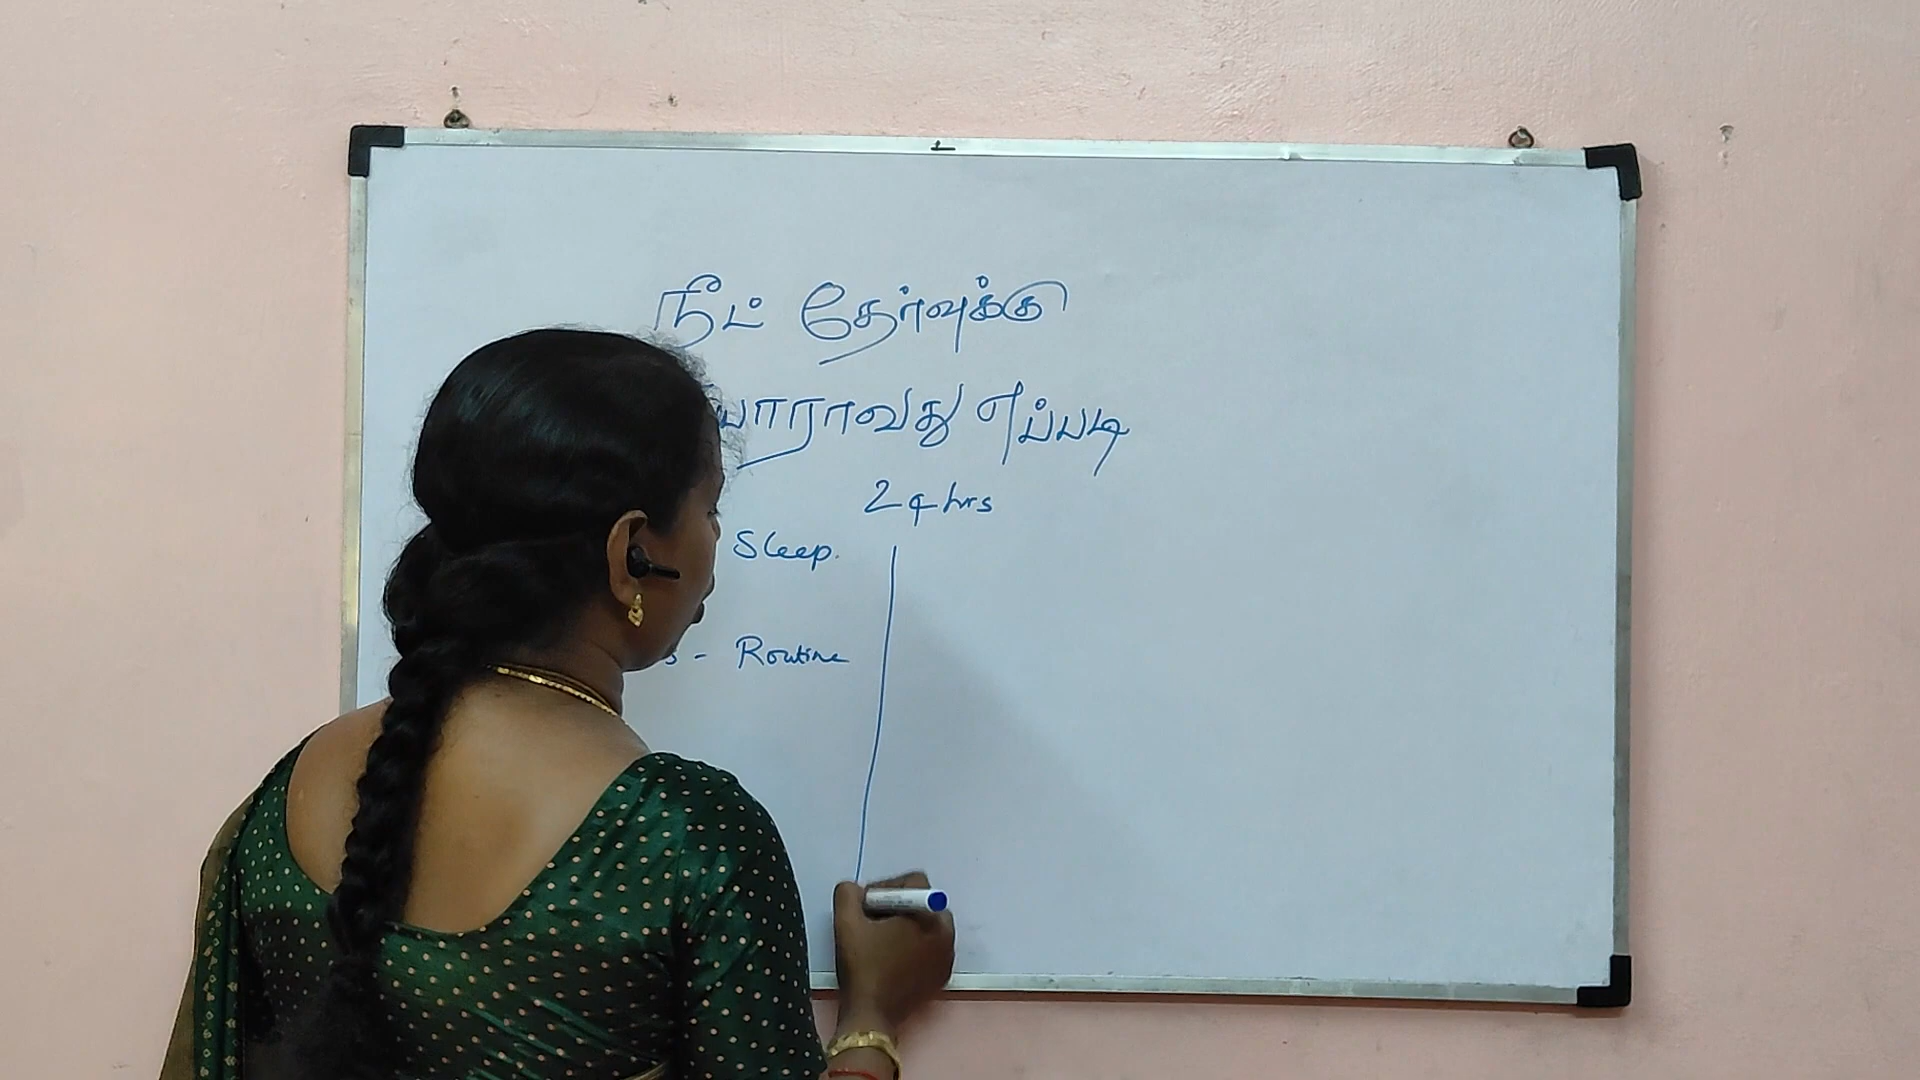 நீட் தேர்வுக்கு
யாராவது எப்படி
24 hrs
Sleep.
s - Routine